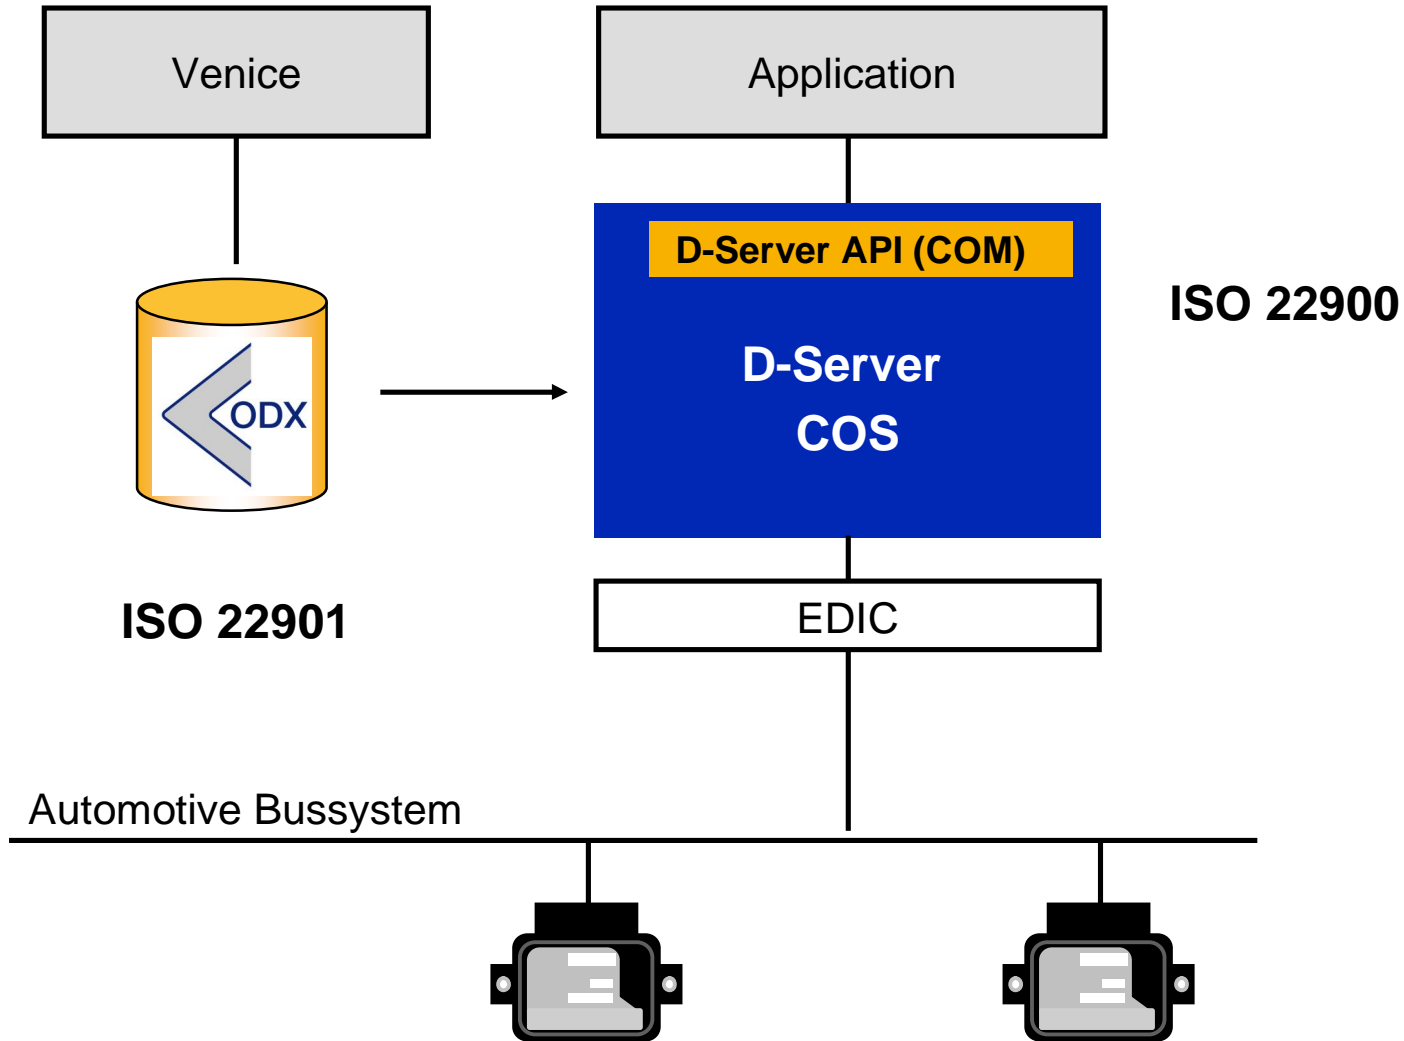 Venice
Application
D-Server API (COM)
ISO 22900
D-Server
COS
ODX
ISO 22901
EDIC
Automotive Bussystem